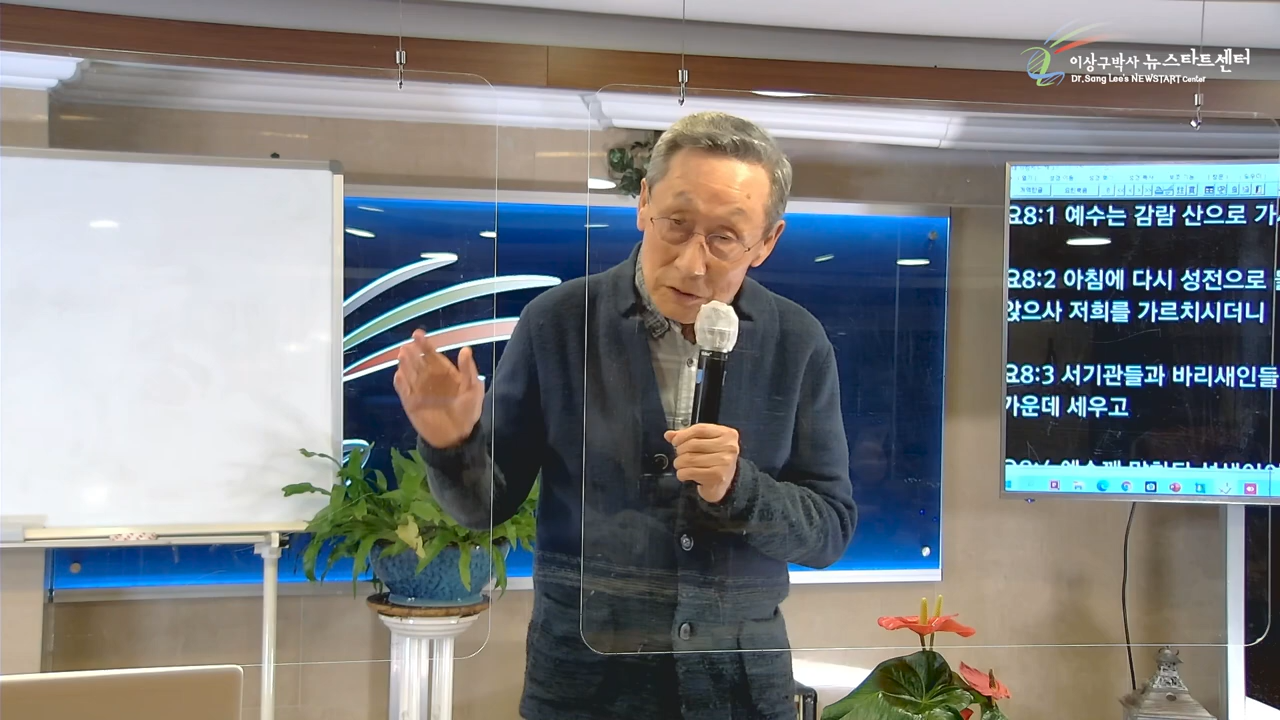 이상구박사 뉴스타트센터
Dr. Sang Lee's NEWSTART Center
요8:1 예수는 감람 산으로 가
요8:2 아침에 다시 성전으로
앉으사 저희를 가르치시더니
요8:3 서기관들과 바리새인들
가운데 세우고